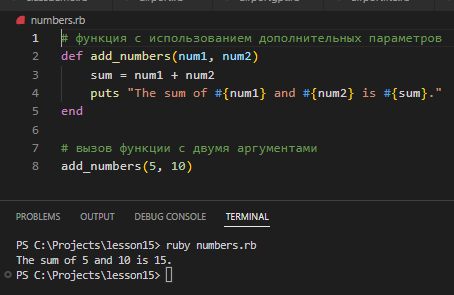 numbers.rb
1 # функция с использованием дополнительных параметров
2 def add_numbers(num1, num2)
3 sum = num1 + num2
4 puts "The sum of #{num1} and #{num2} is #{sum}."
5 end
6
7 # вызов функции с двумя аргументами
8 add_numbers(5, 10)
PROBLEMS OUTPUT DEBUG CONSOLE TERMINAL
PS C:\Projects\lesson15> ruby numbers.rb
The sum of 5 and 10 is 15.
PS C:\Projects\lesson15>